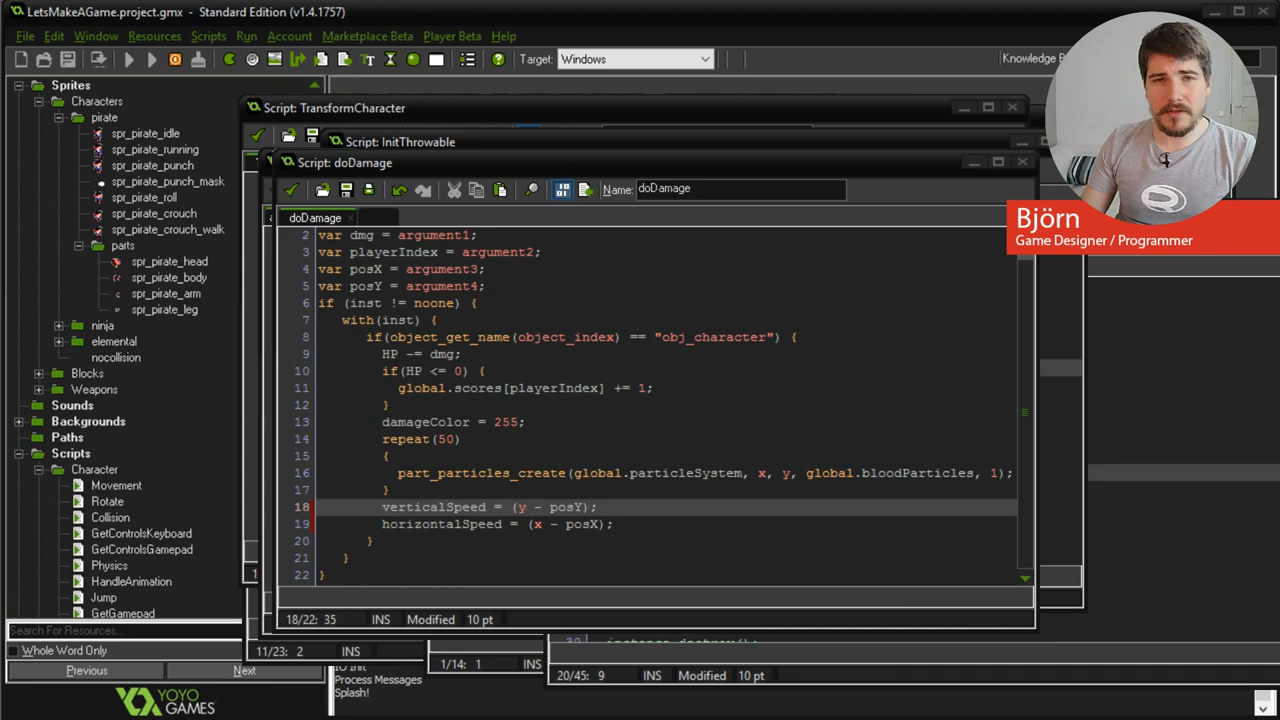 LetsMakeAGame.project.gmx - Standard Edition (v1.4.1757)
File Edit Window Resources Scripts Run Account Marketplace Beta Player Beta Help
Target: Windows
Knowledge
Sprites
Characters
pirate
spr_pirate_idle
spr_pirate_running
spr_pirate_punch
spr_pirate_punch_mask
spr_pirate_roll
spr_pirate_crouch
spr_pirate_crouch_walk
parts
spr_pirate_head
spr_pirate_body
spr_pirate_arm
spr_pirate_leg
ninja
elemental
nocollision
Blocks
Weapons
Sounds
Backgrounds
Paths
Scripts
Character
Movement
Rotate
Collision
GetControlsKeyboard
GetControlsGamepad
Physics
HandleAnimation
Jump
GetGamepad
Search For Resources...
Whole Word Only
Previous Next
YOYO
GAMES
Script: TransformCharacter
Script: InitThrowable
Script: doDamage
Name: doDamage
doDamage
2 var dmg = argument1;
3 var playerIndex = argument2;
4 var posX = argument3;
5 var posY = argument4;
6 if (inst != noone) {
7 with(inst) {
8 if(object_get_name(object_index) == "obj_character") {
9 HP -= dmg;
10 if(HP <= 0) {
11 global.scores[playerIndex] += 1;
12 }
13 damageColor = 255;
14 repeat(50)
15 {
16 part_particles_create(global.particleSystem, x, y, global.bloodParticles, 1);
17 }
18 verticalSpeed = (y - posY);
19 horizontalSpeed = (x - posX);
20 }
21 }
22 }
18/22: 35 INS Modified 10 pt
11/23: 2 INS
1/14: 1 INS
20/45: 9 INS Modified 10 pt
Process Messages
Splash!
Björn
Game Designer / Programmer